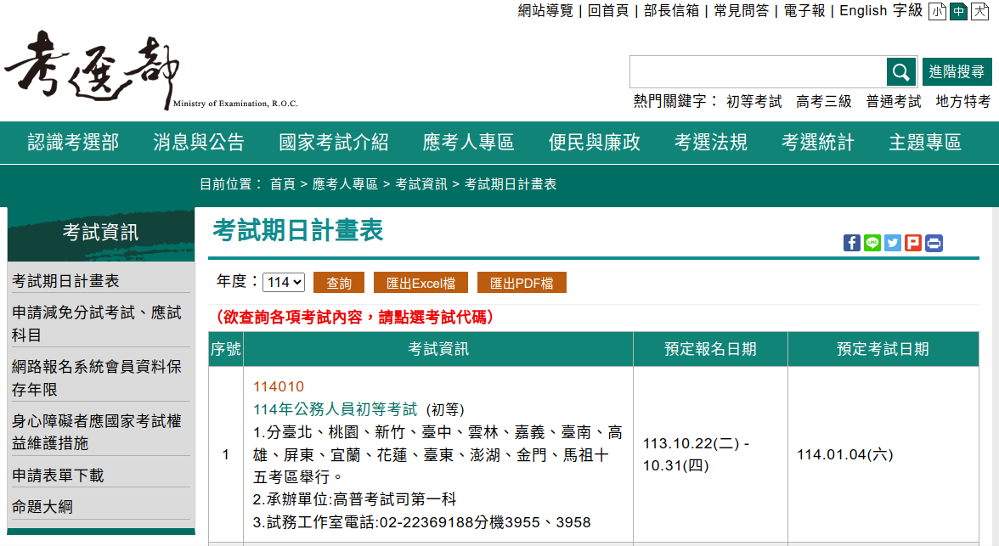 網站導覽 | 回首頁 | 部長信箱 | 常見問答 | 電子報 | English 字級 小 中 大
考選部
Ministry of Examination, R.O.C.
進階搜尋
熱門關鍵字： 初等考試 高考三級 普通考試 地方特考
認識考選部 消息與公告 國家考試介紹 應考人專區 便民與廉政 考選法規 考選統計 主題專區
目前位置： 首頁 > 應考人專區 > 考試資訊 > 考試期日計畫表
考試資訊
考試期日計畫表
申請減免分試考試、應試
科目
網路報名系統會員資料保
存年限
身心障礙者應國家考試權
益維護措施
申請表單下載
命題大綱
考試期日計畫表
LINE
年度：114 查詢 匯出Excel檔 匯出PDF檔
（欲查詢各項考試內容，請點選考試代碼）
序號 考試資訊 預定報名日期 預定考試日期
1
114010
114年公務人員初等考試 (初等)
1.分臺北、桃園、新竹、臺中、雲林、嘉義、臺南、高
雄、屏東、宜蘭、花蓮、臺東、澎湖、金門、馬祖十
五考區舉行。
2.承辦單位:高普考試司第一科
3.試務工作室電話:02-22369188分機3955、3958
113.10.22(二) -
10.31(四)
114.01.04(六)